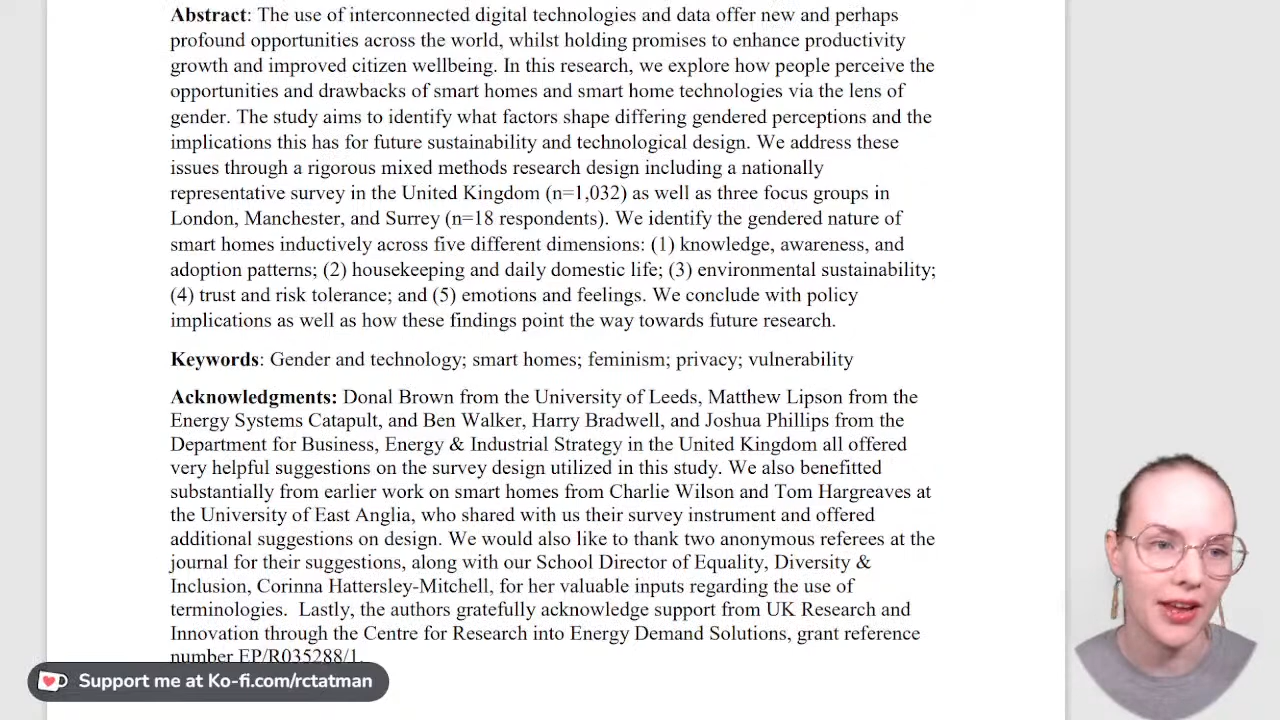 Abstract: The use of interconnected digital technologies and data offer new and perhaps
profound opportunities across the world, whilst holding promises to enhance productivity
growth and improved citizen wellbeing. In this research, we explore how people perceive the
opportunities and drawbacks of smart homes and smart home technologies via the lens of
gender. The study aims to identify what factors shape differing gendered perceptions and the
implications this has for future sustainability and technological design. We address these
issues through a rigorous mixed methods research design including a nationally
representative survey in the United Kingdom (n=1,032) as well as three focus groups in
London, Manchester, and Surrey (n=18 respondents). We identify the gendered nature of
smart homes inductively across five different dimensions: (1) knowledge, awareness, and
adoption patterns; (2) housekeeping and daily domestic life; (3) environmental sustainability;
(4) trust and risk tolerance; and (5) emotions and feelings. We conclude with policy
implications as well as how these findings point the way towards future research.
Keywords: Gender and technology; smart homes; feminism; privacy; vulnerability
Acknowledgments: Donal Brown from the University of Leeds, Matthew Lipson from the
Energy Systems Catapult, and Ben Walker, Harry Bradwell, and Joshua Phillips from the
Department for Business, Energy & Industrial Strategy in the United Kingdom all offered
very helpful suggestions on the survey design utilized in this study. We also benefitted
substantially from earlier work on smart homes from Charlie Wilson and Tom Hargreaves at
the University of East Anglia, who shared with us their survey instrument and offered
additional suggestions on design. We would also like to thank two anonymous referees at the
journal for their suggestions, along with our School Director of Equality, Diversity &
Inclusion, Corinna Hattersley-Mitchell, for her valuable inputs regarding the use of
terminologies. Lastly, the authors gratefully acknowledge support from UK Research and
Innovation through the Centre for Research into Energy Demand Solutions, grant reference
number EP/R035288/1.
Support me at Ko-fi.com/rctatman